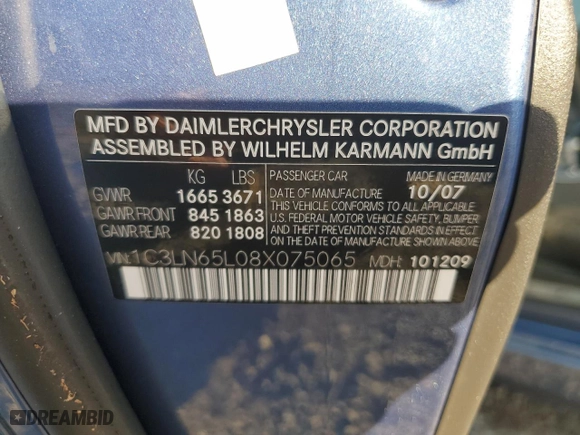 MFD BY DAIMLERCHRYSLER CORPORATION
ASSEMBLED BY WILHELM KARMANN GmbH
KG LBS
GVWR 1665 3671
GAWR FRONT 845 1863
GAWR REAR 820 1808
PASSENGER CAR MADE IN GERMANY
DATE OF MANUFACTURE 10/07
THIS VEHICLE CONFORMS TO ALL APPLICABLE
U.S. FEDERAL MOTOR VEHICLE SAFETY, BUMPER
AND THEFT PREVENTION STANDARDS IN EFFECT
ON THE DATE OF MANUFACTURE SHOWN ABOVE.
VIN: 1C3LN65L08X075065 MDH: 101209
DREAMBID